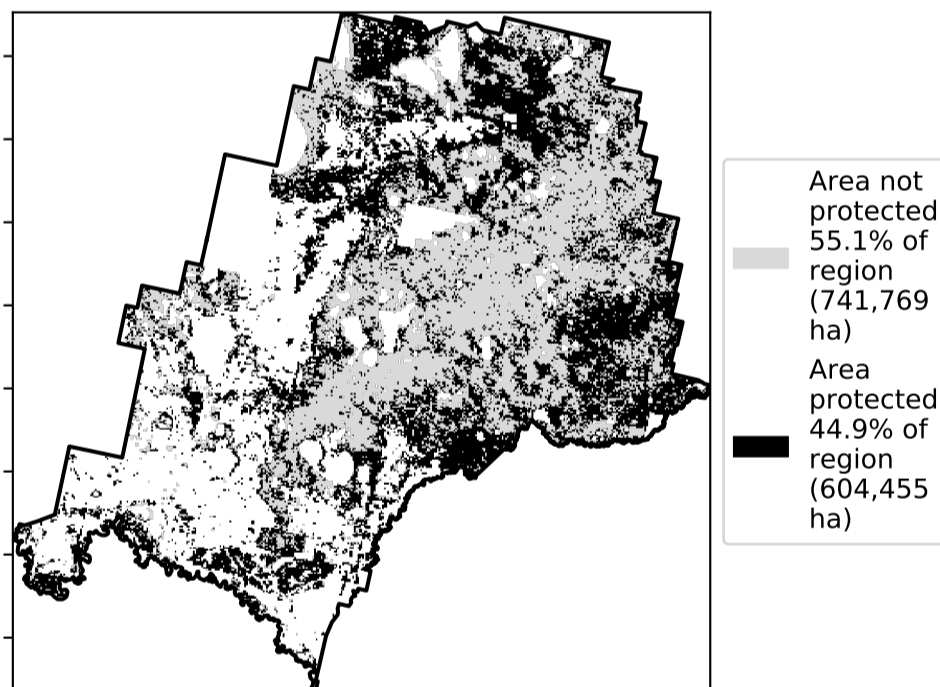 Area not
protected
55.1% of
region
(741,769
ha)
Area
protected
44.9% of
region
(604,455
ha)